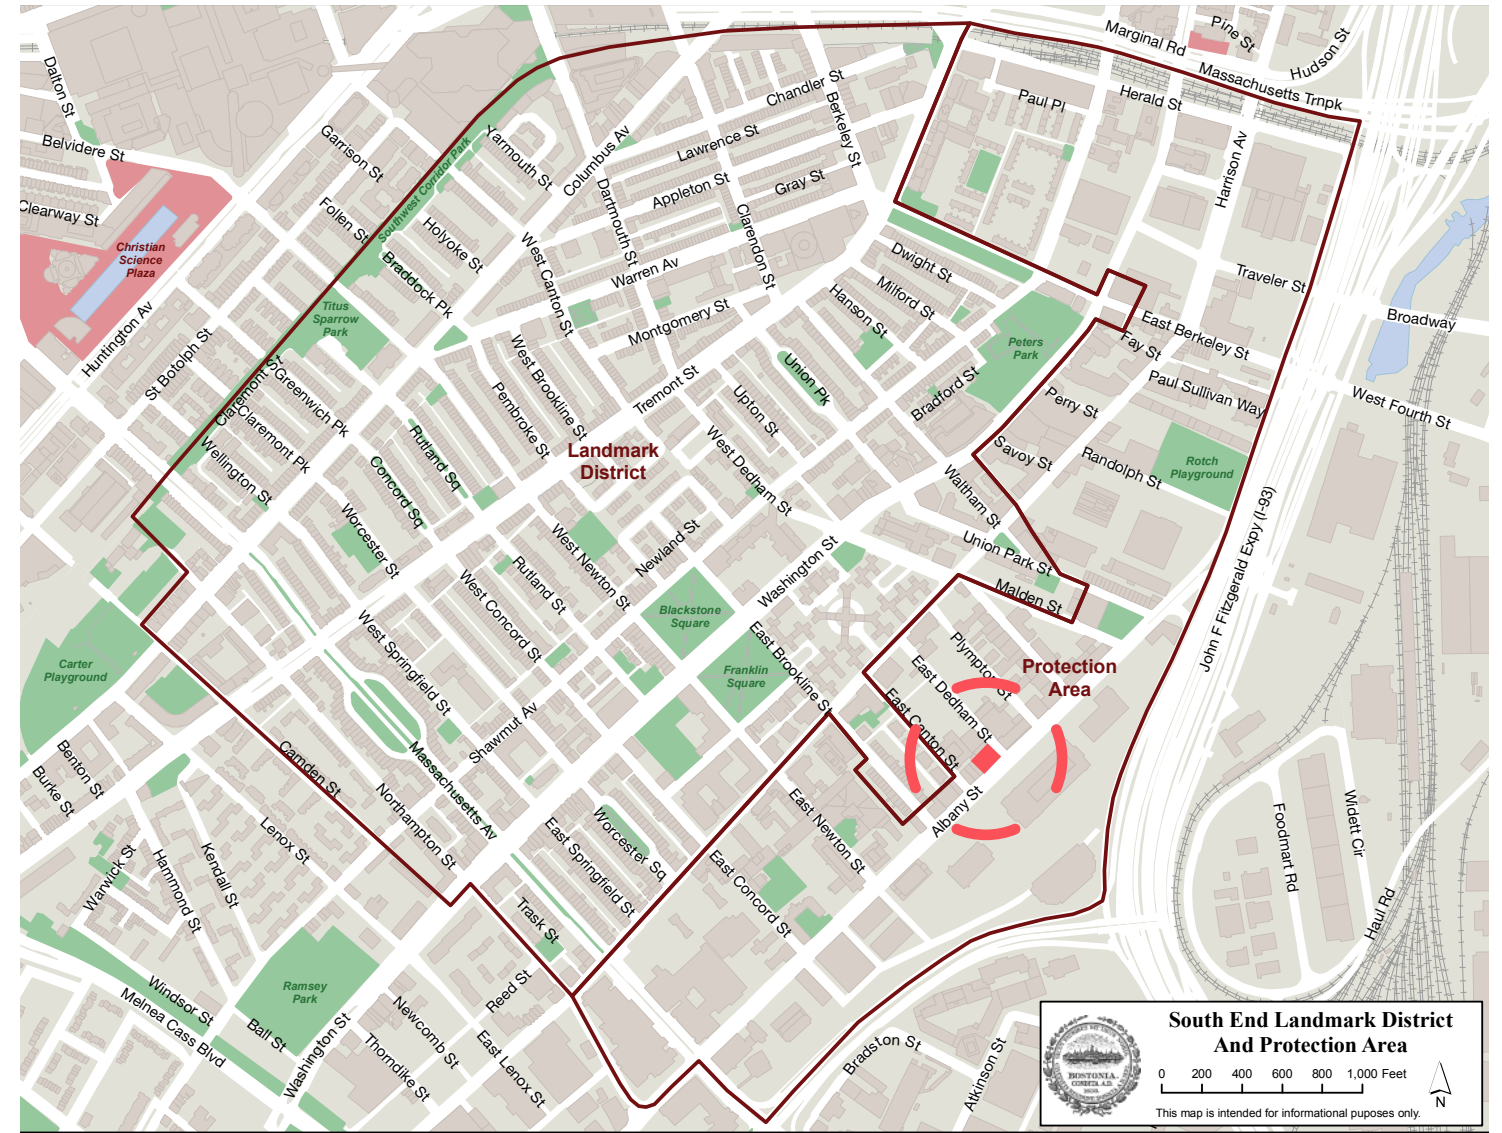 Pine St
Marginal Rd
Hudson St
Massachusetts Trnpk
Dalton St
Chandler St
Berkeley St
Paul Pl
Herald St
Harrison Av
Belvidere St
Garrison St
Yarmouth St
Columbus Av
Lawrence St
Appleton St
Gray St
Southwest Corridor Park
Clearway St
Follen St
Holyoke St
Dartmouth St
Clarendon St
Christian
Science
Plaza
Braddock Pk
West Canton St
Warren Av
Dwight St
Traveler St
Milford St
Hanson St
Montgomery St
Titus
Sparrow
Park
Huntington Av
St Botolph St
Peters
Park
East Berkeley St
Broadway
Fay St
West Brookline St
Union Pk
Claremont St
Greenwich Pk
Pembroke St
Tremont St
Upton St
Bradford St
Perry St
Paul Sullivan Way
West Fourth St
Claremont Pk
Rutland Sq
Landmark
District
West Dedham St
Savoy St
Randolph St
Rotch
Playground
Wellington St
Concord Sq
Waltham St
Worcester St
West Newton St
Newland St
Washington St
Union Park St
John F Fitzgerald Expy (I-93)
Rutland St
West Concord St
Malden St
Blackstone
Square
West Springfield St
East Brookline St
Plympton St
Protection
Area
Carter
Playground
Franklin
Square
East Dedham St
East Canton St
Shawmut Av
Benton St
Burke St
Camden St
Massachusetts Av
Northampton St
Worcester Sq
East Newton St
Albany St
Widett Cir
Foodmart Rd
Lenox St
East Springfield St
Kendall St
Hammond St
Warwick St
East Concord St
Haul Rd
Trask St
Ramsey
Park
Reed St
Windsor St
Melnea Cass Blvd
Ball St
Washington St
Newcomb St
Thorndike St
East Lenox St
Bradston St
Atkinson St
South End Landmark District
And Protection Area
0 200 400 600 800 1,000 Feet
N
BOSTONIA.
CONDITA A.D.
This map is intended for informational puposes only.